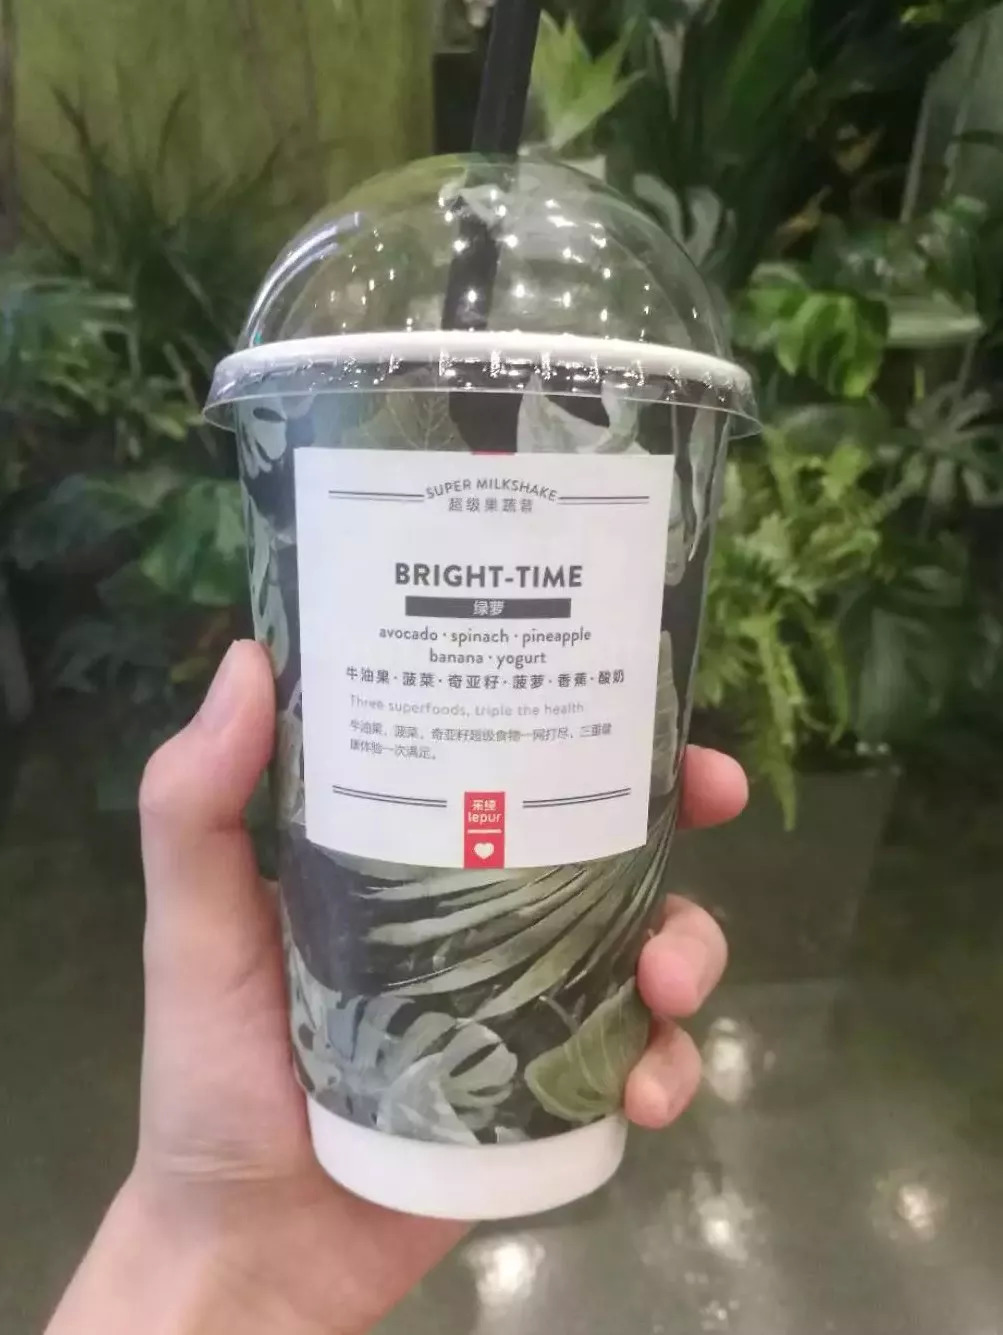 SUPER MILKSHAKE
超级果蔬昔
BRIGHT-TIME
绿萝
avocado · spinach · pineapple
banana · yogurt
牛油果·菠菜·奇亚籽·菠萝·香蕉·酸奶
Three superfoods, triple the health
牛油果、菠菜、奇亚籽超级食物一网打尽，三重健
康体验一次满足。
lepur